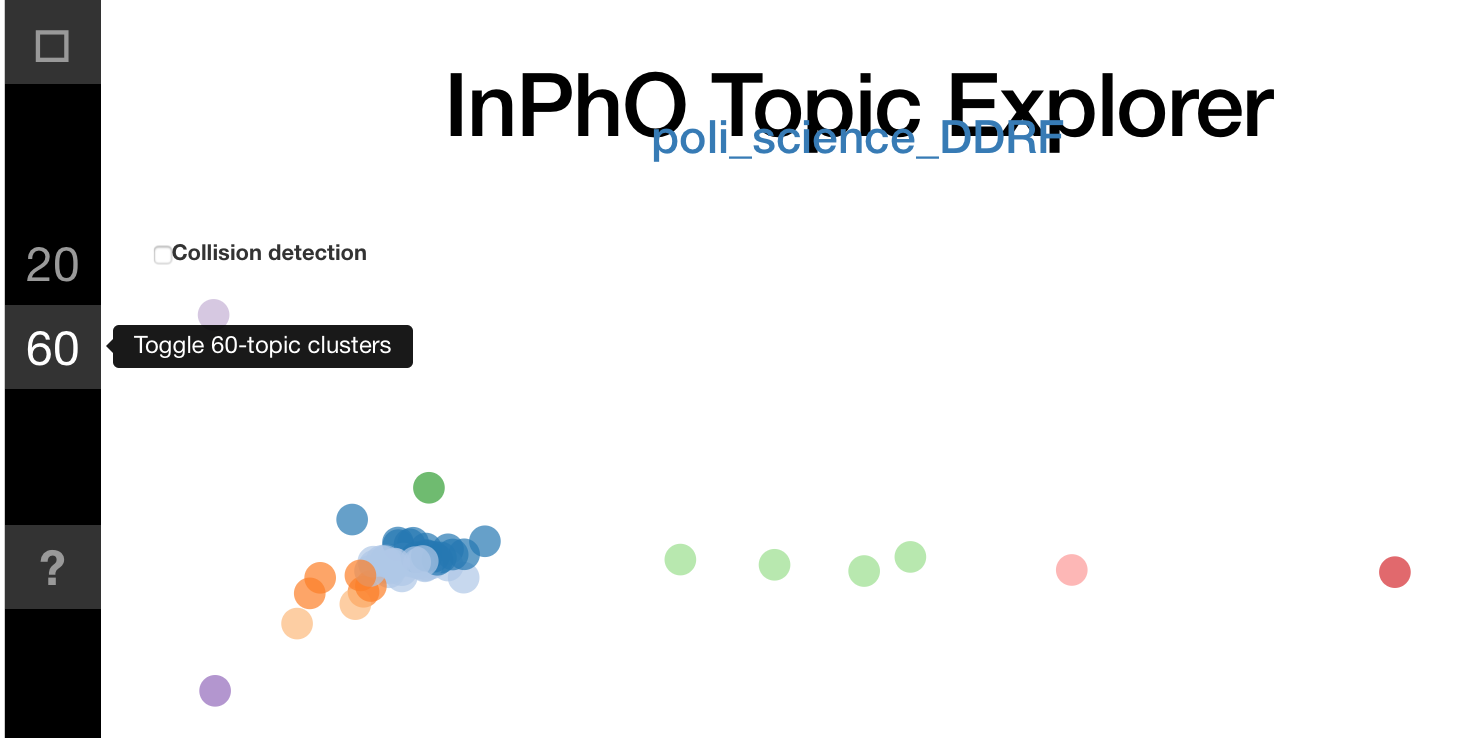 InPhO Topic Explorer
poli_science_DDRF
20
Collision detection
60
Toggle 60-topic clusters
?